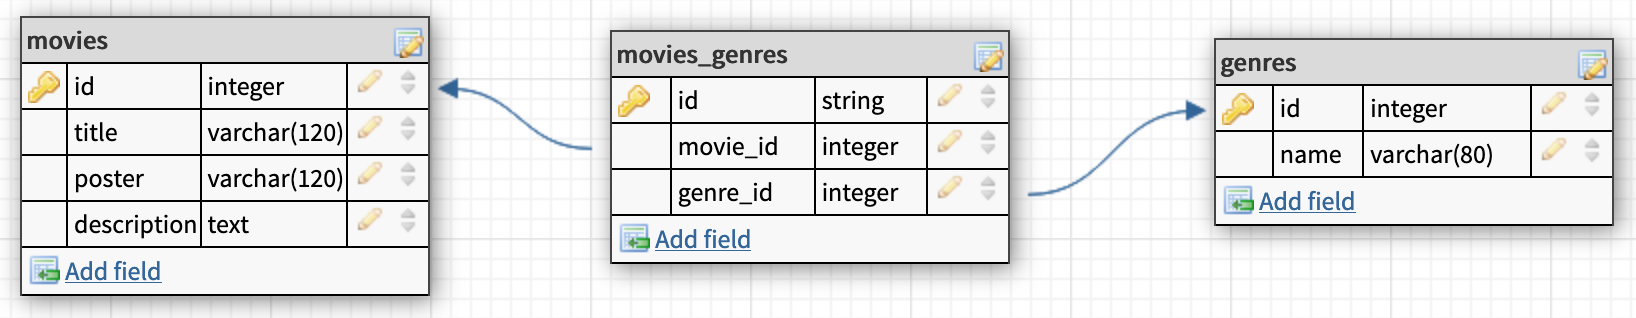 movies
id integer
title varchar(120)
poster varchar(120)
description text
Add field
movies_genres
id string
movie_id integer
genre_id integer
Add field
genres
id integer
name varchar(80)
Add field